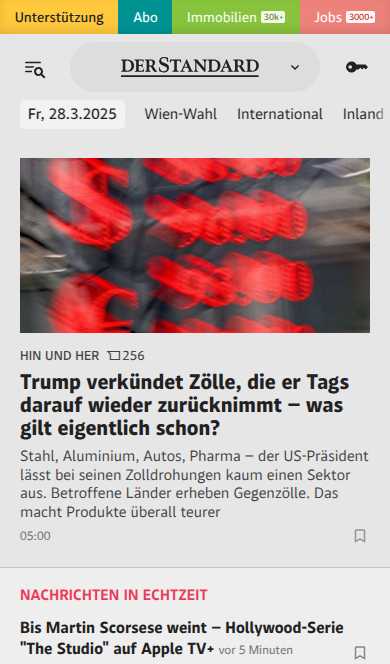 Unterstützung Abo Immobilien 30k+ Jobs 3000+
DERSTANDARD
Fr, 28.3.2025 Wien-Wahl International Inland
HIN UND HER 256
Trump verkündet Zölle, die er Tags
darauf wieder zurücknimmt – was
gilt eigentlich schon?
Stahl, Aluminium, Autos, Pharma – der US-Präsident
lässt bei seinen Zolldrohungen kaum einen Sektor
aus. Betroffene Länder erheben Gegenzölle. Das
macht Produkte überall teurer
05:00
NACHRICHTEN IN ECHTZEIT
Bis Martin Scorsese weint – Hollywood-Serie
"The Studio" auf Apple TV+ vor 5 Minuten